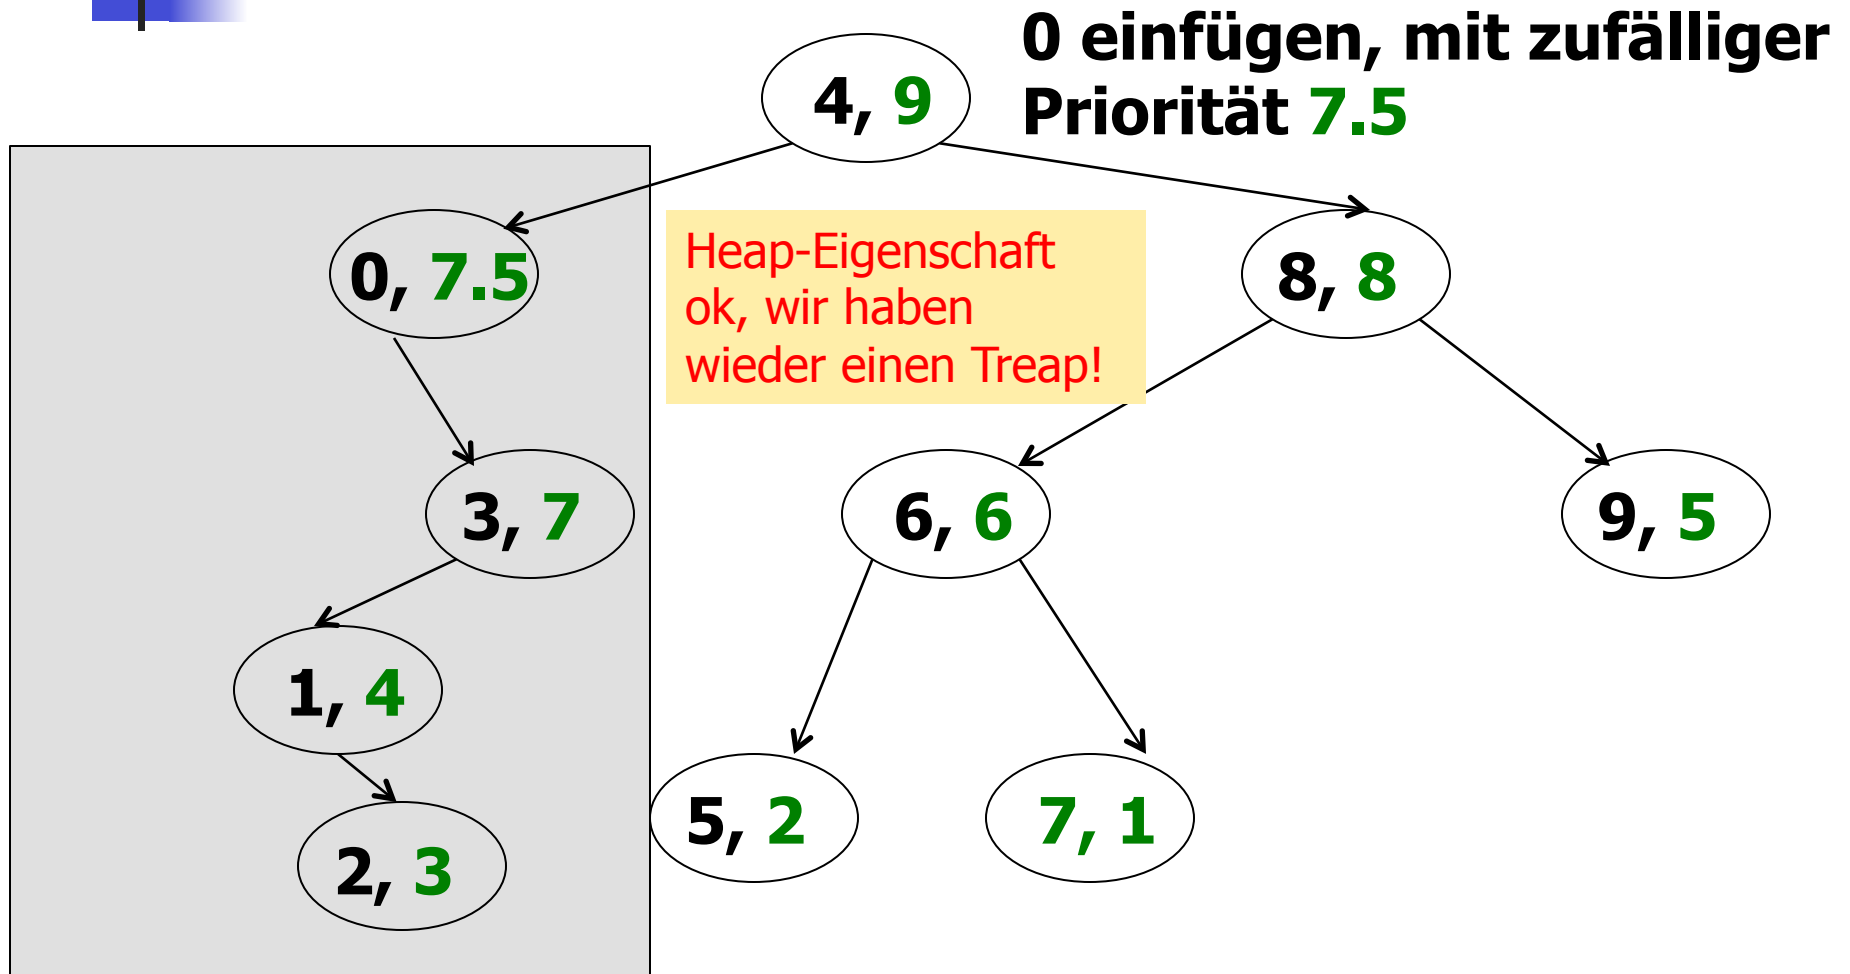 0 einfügen, mit zufälliger
Priorität 7.5
4, 9
0, 7.5
Heap-Eigenschaft
ok, wir haben
wieder einen Treap!
8, 8
3, 7
6, 6
9, 5
1, 4
5, 2
7, 1
2, 3